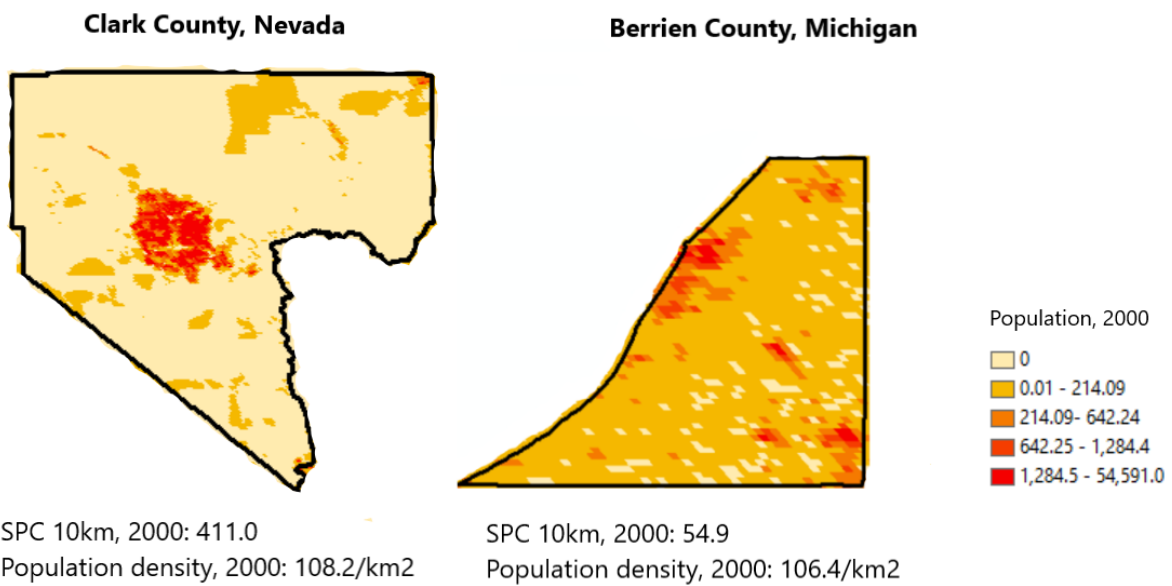 Clark County, Nevada
Berrien County, Michigan
Population, 2000
0
0.01 - 214.09
214.09- 642.24
642.25 - 1,284.4
1,284.5 - 54,591.0
SPC 10km, 2000: 411.0
Population density, 2000: 108.2/km2
SPC 10km, 2000: 54.9
Population density, 2000: 106.4/km2